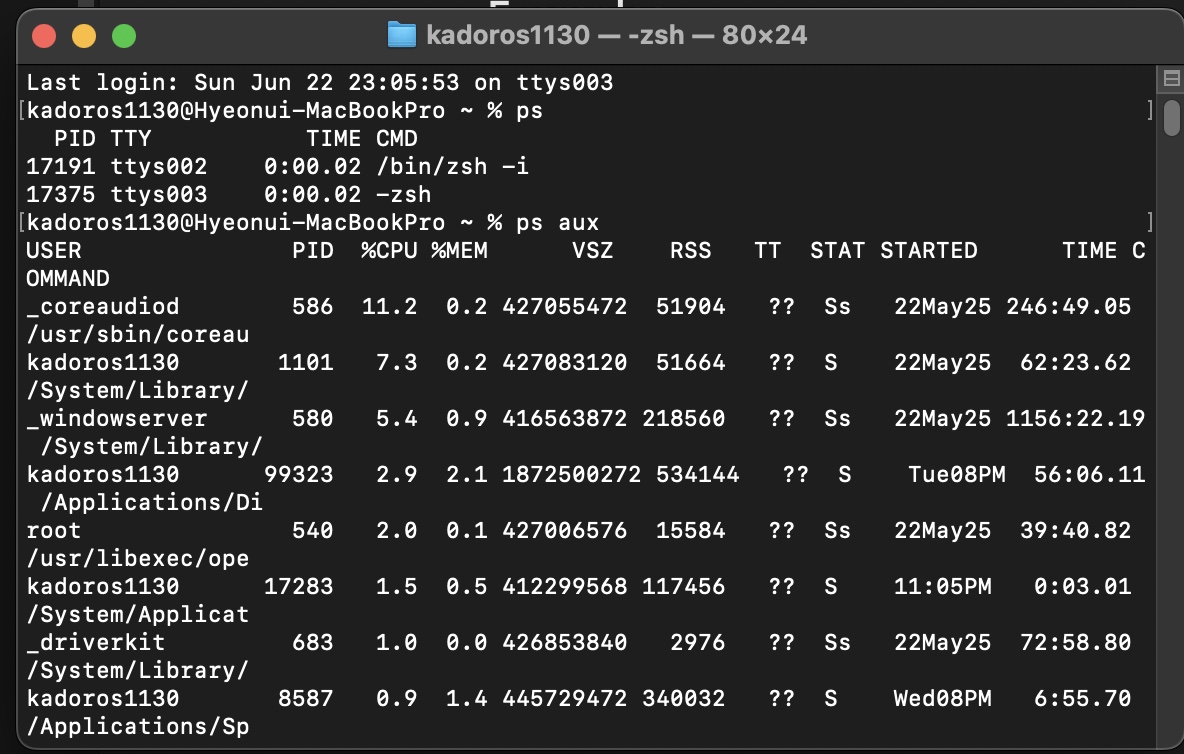 kadoros1130 — -zsh — 80×24
Last login: Sun Jun 22 23:05:53 on ttys003
[kadoros1130@Hyeonui-MacBookPro ~ % ps ]
  PID TTY           TIME CMD
17191 ttys002    0:00.02 /bin/zsh -i
17375 ttys003    0:00.02 -zsh
[kadoros1130@Hyeonui-MacBookPro ~ % ps aux ]
USER               PID  %CPU %MEM      VSZ    RSS   TT  STAT STARTED      TIME C
OMMAND
_coreaudiod        586  11.2  0.2 427055472  51904   ??  Ss   22May25 246:49.05
/usr/sbin/coreau
kadoros1130       1101   7.3  0.2 427083120  51664   ??  S    22May25  62:23.62
/System/Library/
_windowserver      580   5.4  0.9 416563872 218560   ??  Ss   22May25 1156:22.19
 /System/Library/
kadoros1130      99323   2.9  2.1 1872500272 534144   ??  S    Tue08PM  56:06.11
 /Applications/Di
root               540   2.0  0.1 427006576  15584   ??  Ss   22May25  39:40.82
/usr/libexec/ope
kadoros1130      17283   1.5  0.5 412299568 117456   ??  S    11:05PM   0:03.01
/System/Applicat
_driverkit         683   1.0  0.0 426853840   2976   ??  Ss   22May25  72:58.80
/System/Library/
kadoros1130       8587   0.9  1.4 445729472 340032   ??  S    Wed08PM   6:55.70
/Applications/Sp